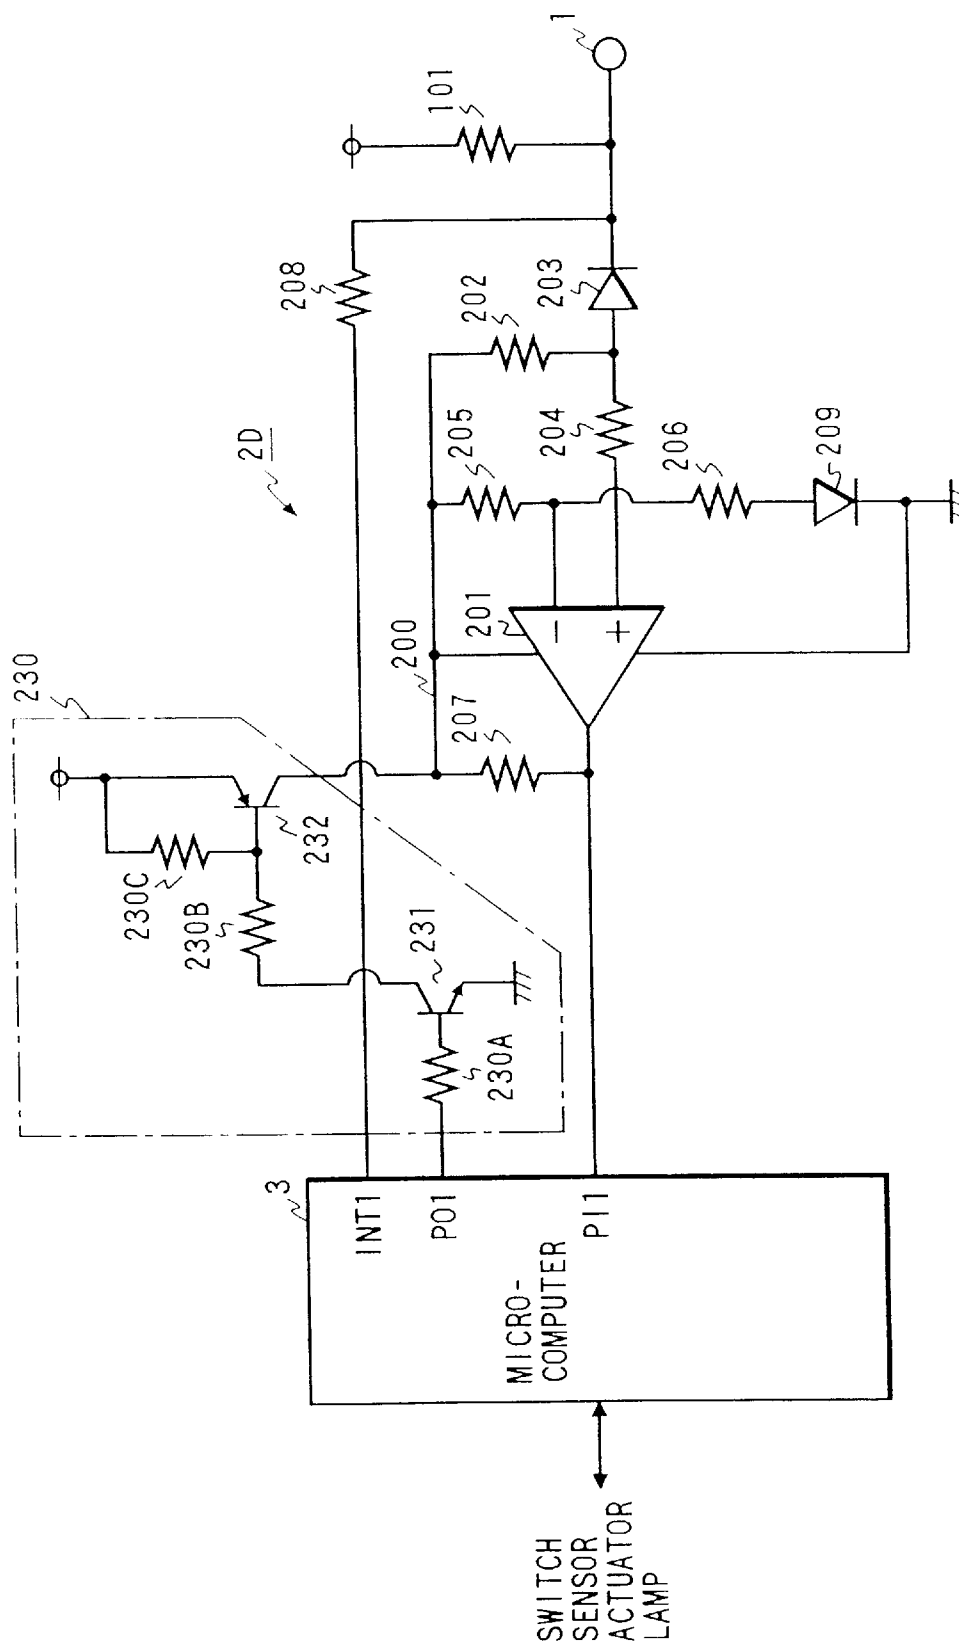 230
2D
101
1
208
230C
232
230B
231
230A
200
207
201
205
202
203
204
206
209
−
+
3
INT1
PO1
PI1
MICRO-
COMPUTER
SWITCH
SENSOR
ACTUATOR
LAMP